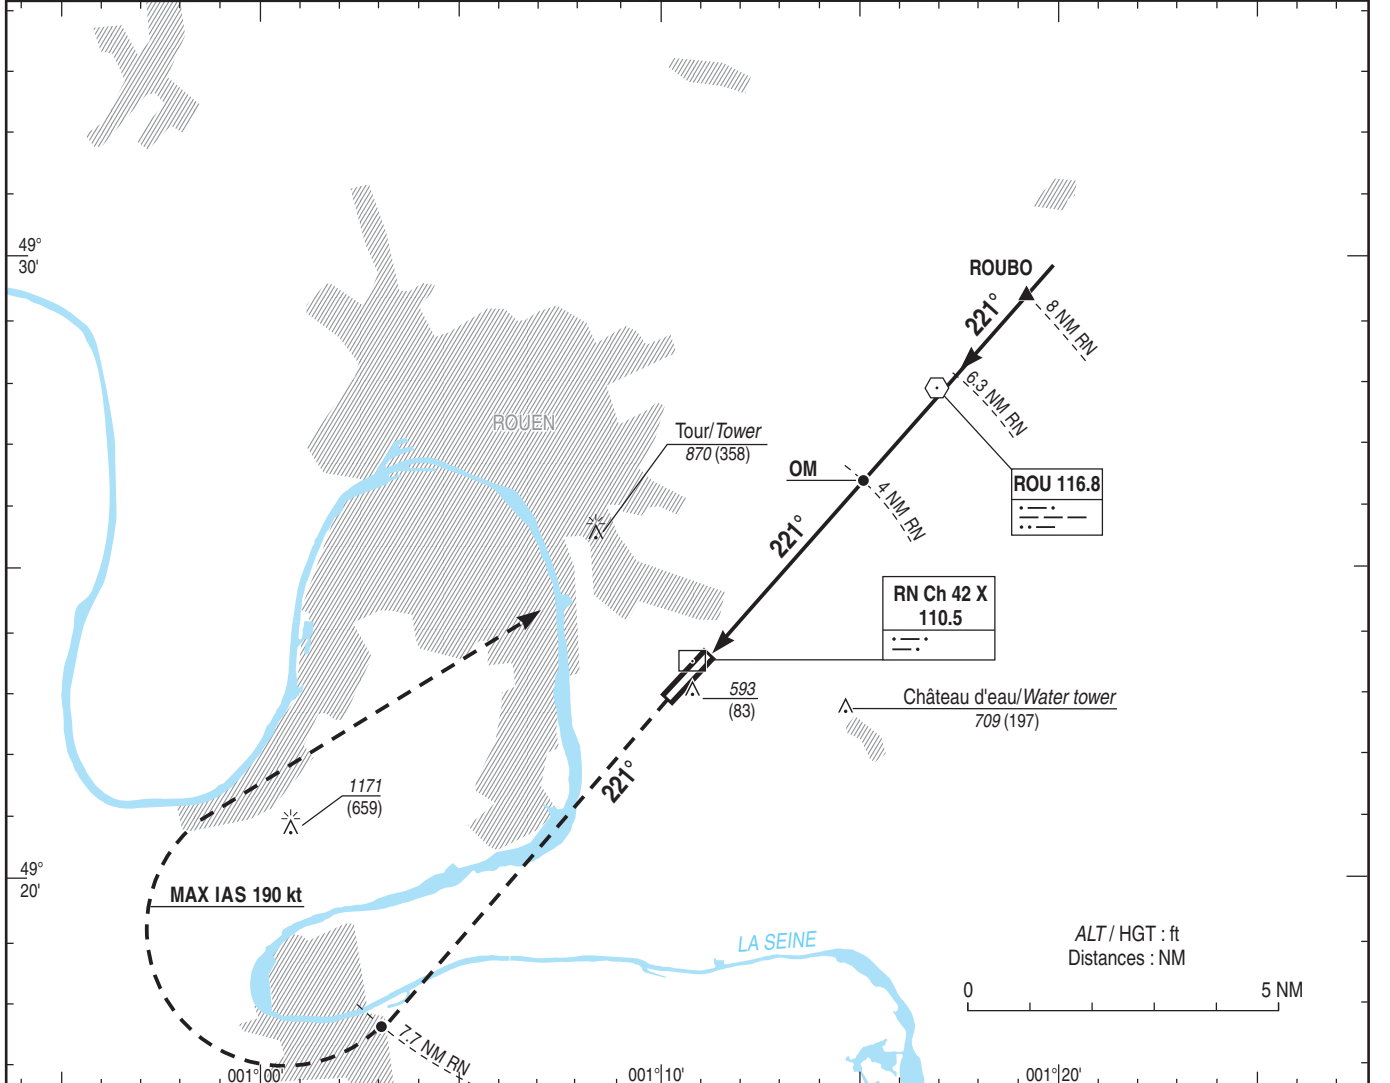 49°
30'
ROUBO
221°
8 NM RN
6.3 NM RN
ROUEN
Tour/Tower
870 (358)
OM
4 NM RN
ROU 116.8
221°
RN Ch 42 X
110.5
593
(83)
Château d'eau/Water tower
709 (197)
221°
1171
(659)
49°
20'
MAX IAS 190 kt
LA SEINE
ALT / HGT : ft
Distances : NM
0 5 NM
7.7 NM RN
001° 00' 001° 10' 001° 20'